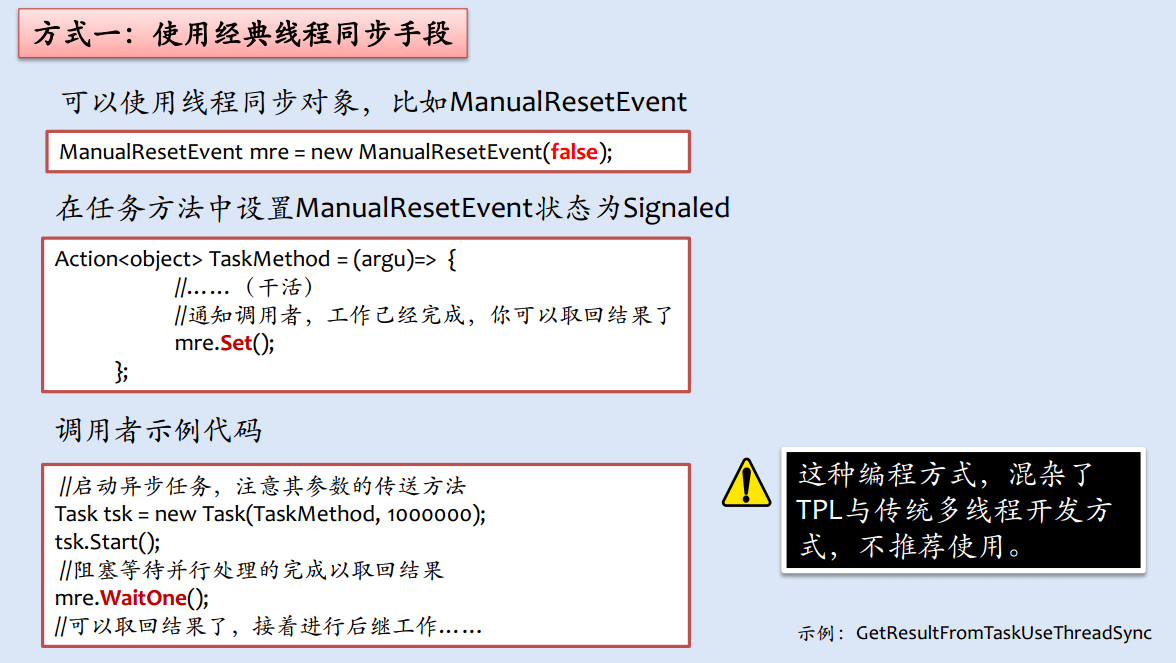 方式一：使用经典线程同步手段
可以使用线程同步对象，比如ManualResetEvent
ManualResetEvent mre = new ManualResetEvent(false);
在任务方法中设置ManualResetEvent状态为Signaled
Action<object> TaskMethod = (argu)=> {
//……（干活）
//通知调用者，工作已经完成，你可以取回结果了
mre.Set();
};
调用者示例代码
//启动异步任务，注意其参数的传送方法
Task tsk = new Task(TaskMethod, 1000000);
tsk.Start();
//阻塞等待并行处理的完成以取回结果
mre.WaitOne();
//可以取回结果了，接着进行后继工作……
这种编程方式，混杂了
TPL与传统多线程开发方
式，不推荐使用。
示例：GetResultFromTaskUseThreadSync